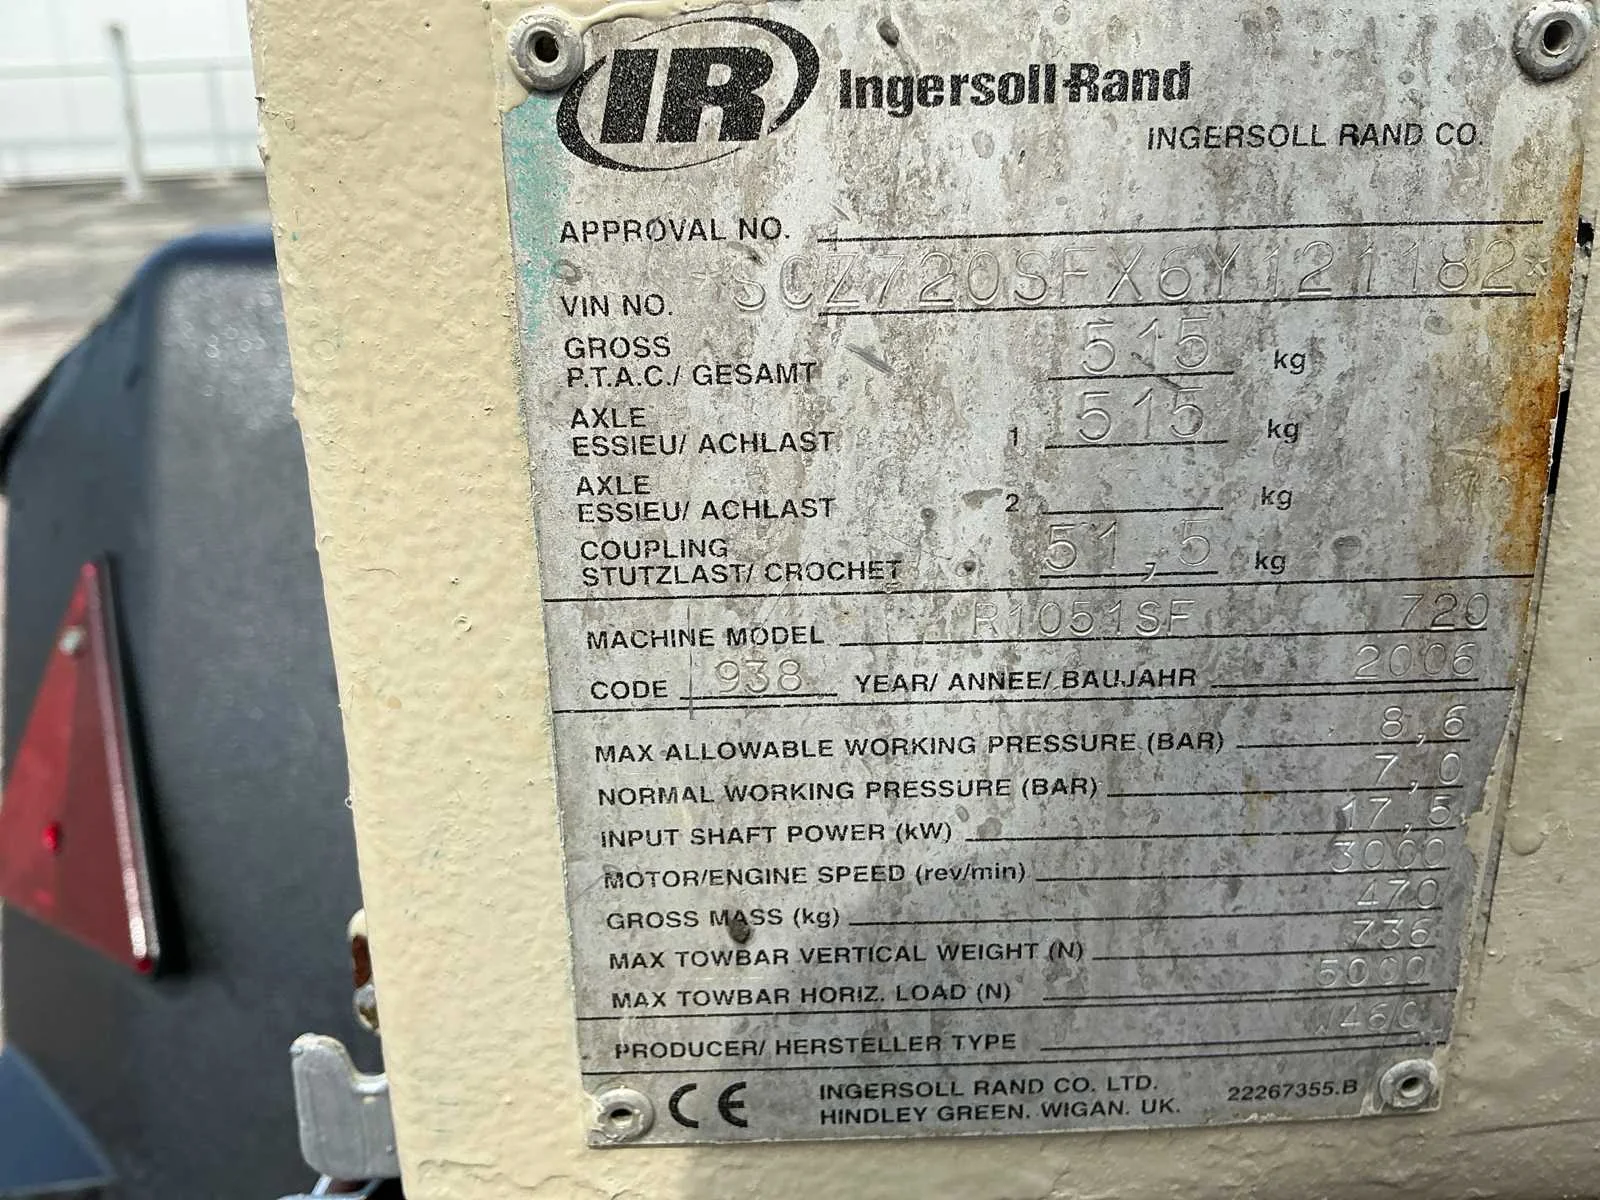 IR Ingersoll-Rand
INGERSOLL RAND CO.
APPROVAL NO.
VIN NO. *SCZ720SFX6Y121182*
GROSS
P.T.A.C./ GESAMT 515 kg
AXLE
ESSIEU/ ACHLAST 1 515 kg
AXLE
ESSIEU/ ACHLAST 2 kg
COUPLING
STUTZLAST/ CROCHET 51,5 kg
MACHINE MODEL R1051SF 720
CODE 938 YEAR/ ANNEE/ BAUJAHR 2006
MAX ALLOWABLE WORKING PRESSURE (BAR) 8,6
NORMAL WORKING PRESSURE (BAR) 7,0
INPUT SHAFT POWER (kW) 17,5
MOTOR/ENGINE SPEED (rev/min) 3000
GROSS MASS (kg) 470
MAX TOWBAR VERTICAL WEIGHT (N) 736
MAX TOWBAR HORIZ. LOAD (N) 5000
PRODUCER/ HERSTELLER TYPE
CE INGERSOLL RAND CO. LTD. 22267355.B
HINDLEY GREEN. WIGAN. UK.